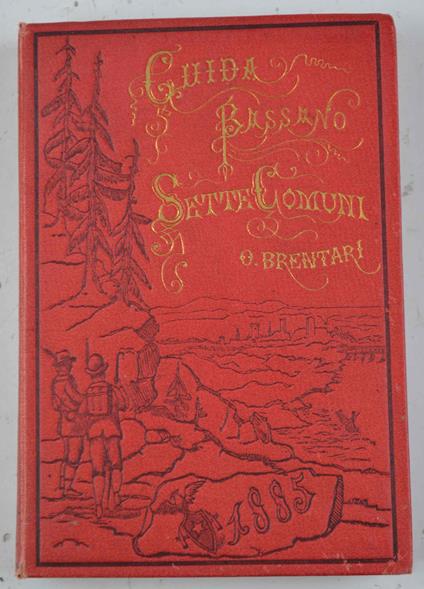 GUIDA
BASSANO
SETTE COMUNI
O. BRENTARI
1885